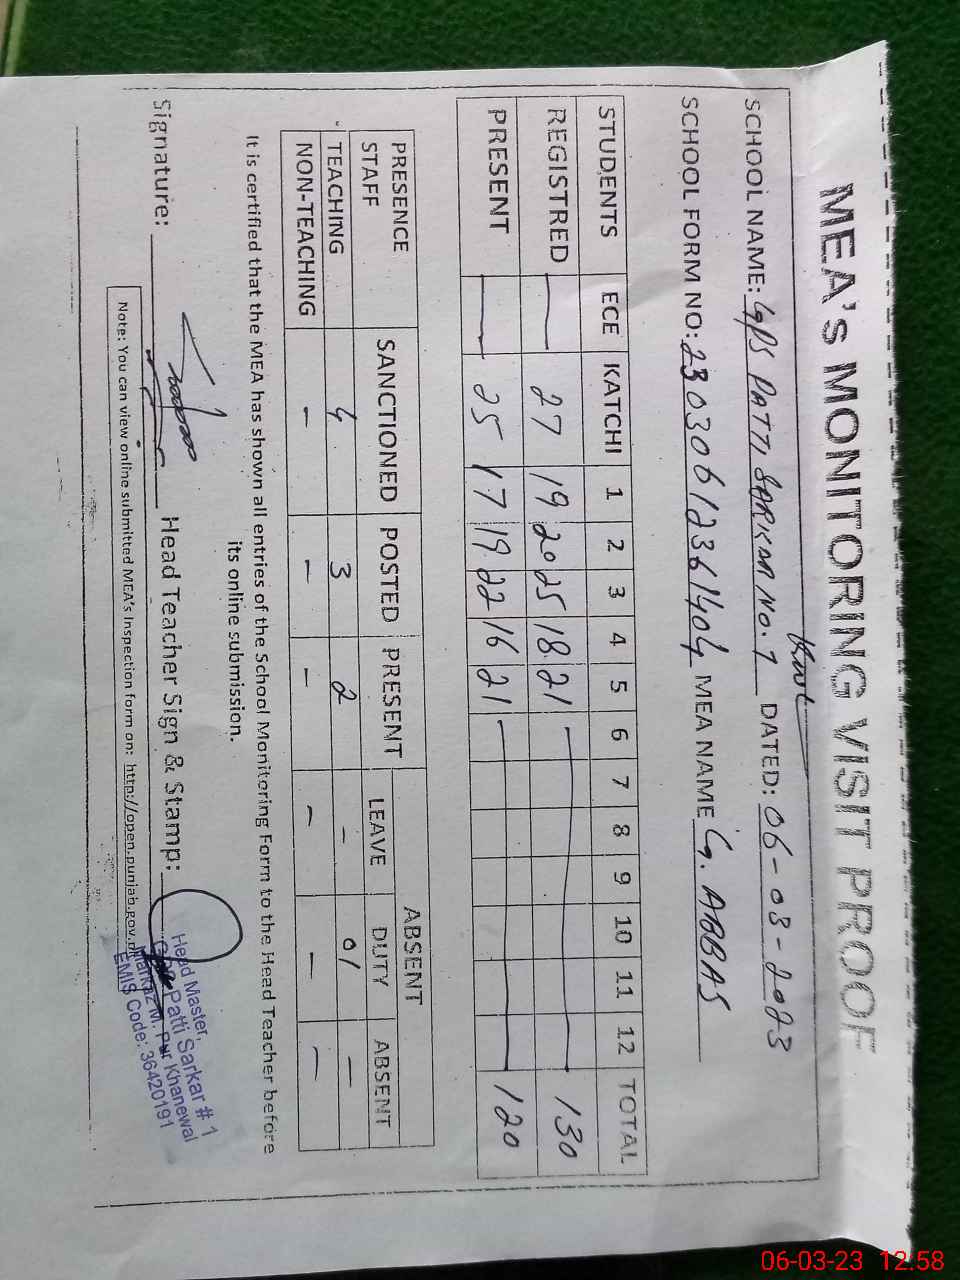 MEA'S MONITORING VISIT PROOF
SCHOOL NAME: GPS PATTI SARKAR No. 1 DATED: 06-03-2023
SCHOOL FORM NO: 23030612361404 MEA NAME G. ABBAS
STUDENTS ECE KATCHI 1 2 3 4 5 6 7 8 9 10 11 12 TOTAL
REGISTRED — 27 19 20 25 18 21 — 130
PRESENT — 25 17 19 22 16 21 — 120
PRESENCE SANCTIONED POSTED PRESENT ABSENT
STAFF LEAVE DUTY ABSENT
TEACHING 4 3 2 - 01 -
NON-TEACHING - - - - - -
It is certified that the MEA has shown all entries of the School Monitoring Form to the Head Teacher before
its online submission.
Signature: Head Teacher Sign & Stamp:
Head Master,
GPS Patti Sarkar # 1
Markaz M. Pur Khanewal
EMIS Code: 36420191
Note: You can view online submitted MEA's Inspection form on: http://open.punjab.gov.p
06-03-23 12:58